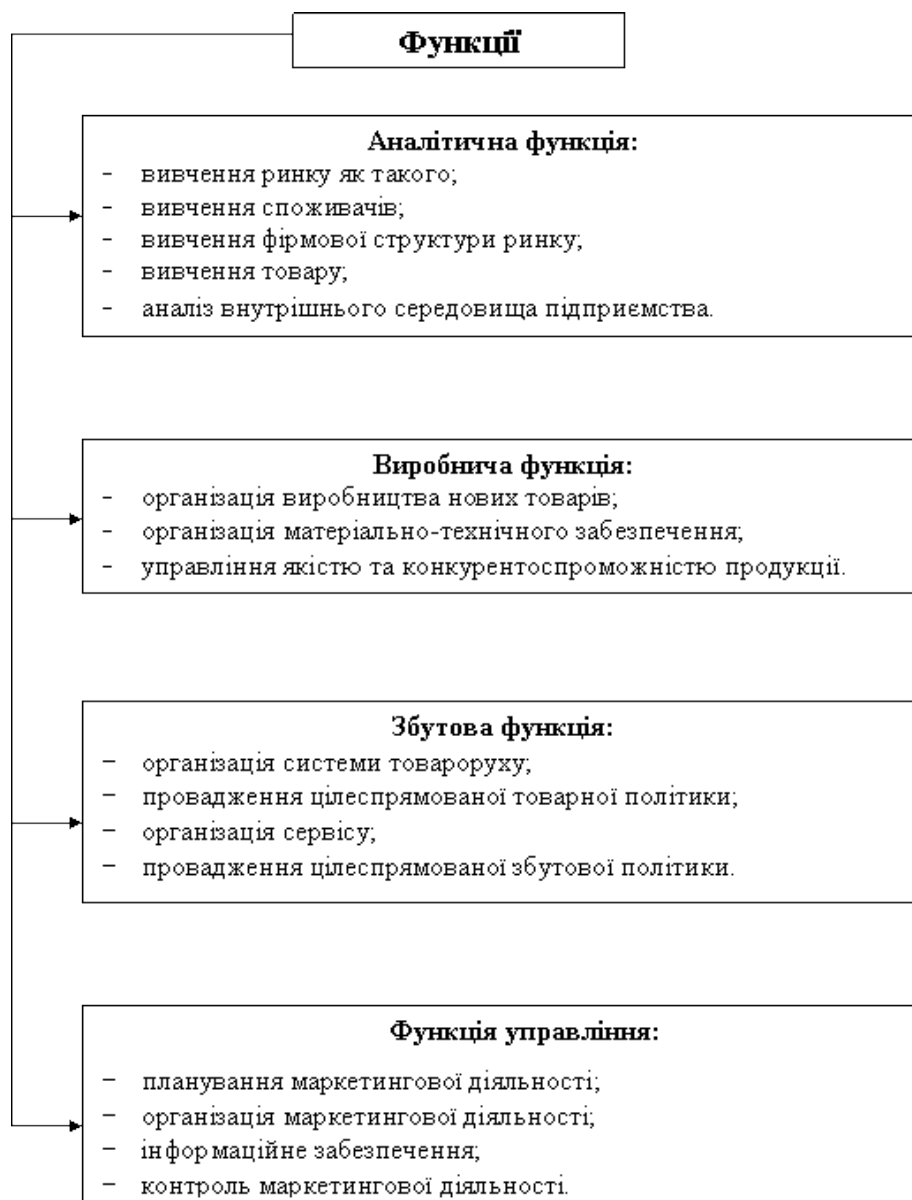 Функції
Аналітична функція:
- вивчення ринку як такого;
- вивчення споживачів;
- вивчення фірмової структури ринку;
- вивчення товару;
- аналіз внутрішнього середовища підприємства.
Виробнича функція:
- організація виробництва нових товарів;
- організація матеріально-технічного забезпечення;
- управління якістю та конкурентоспроможністю продукції.
Збутова функція:
− організація системи товароруху;
− провадження цілеспрямованої товарної політики;
− організація сервісу;
− провадження цілеспрямованої збутової політики.
Функція управління:
− планування маркетингової діяльності;
− організація маркетингової діяльності;
− інформаційне забезпечення;
− контроль маркетингової діяльності.